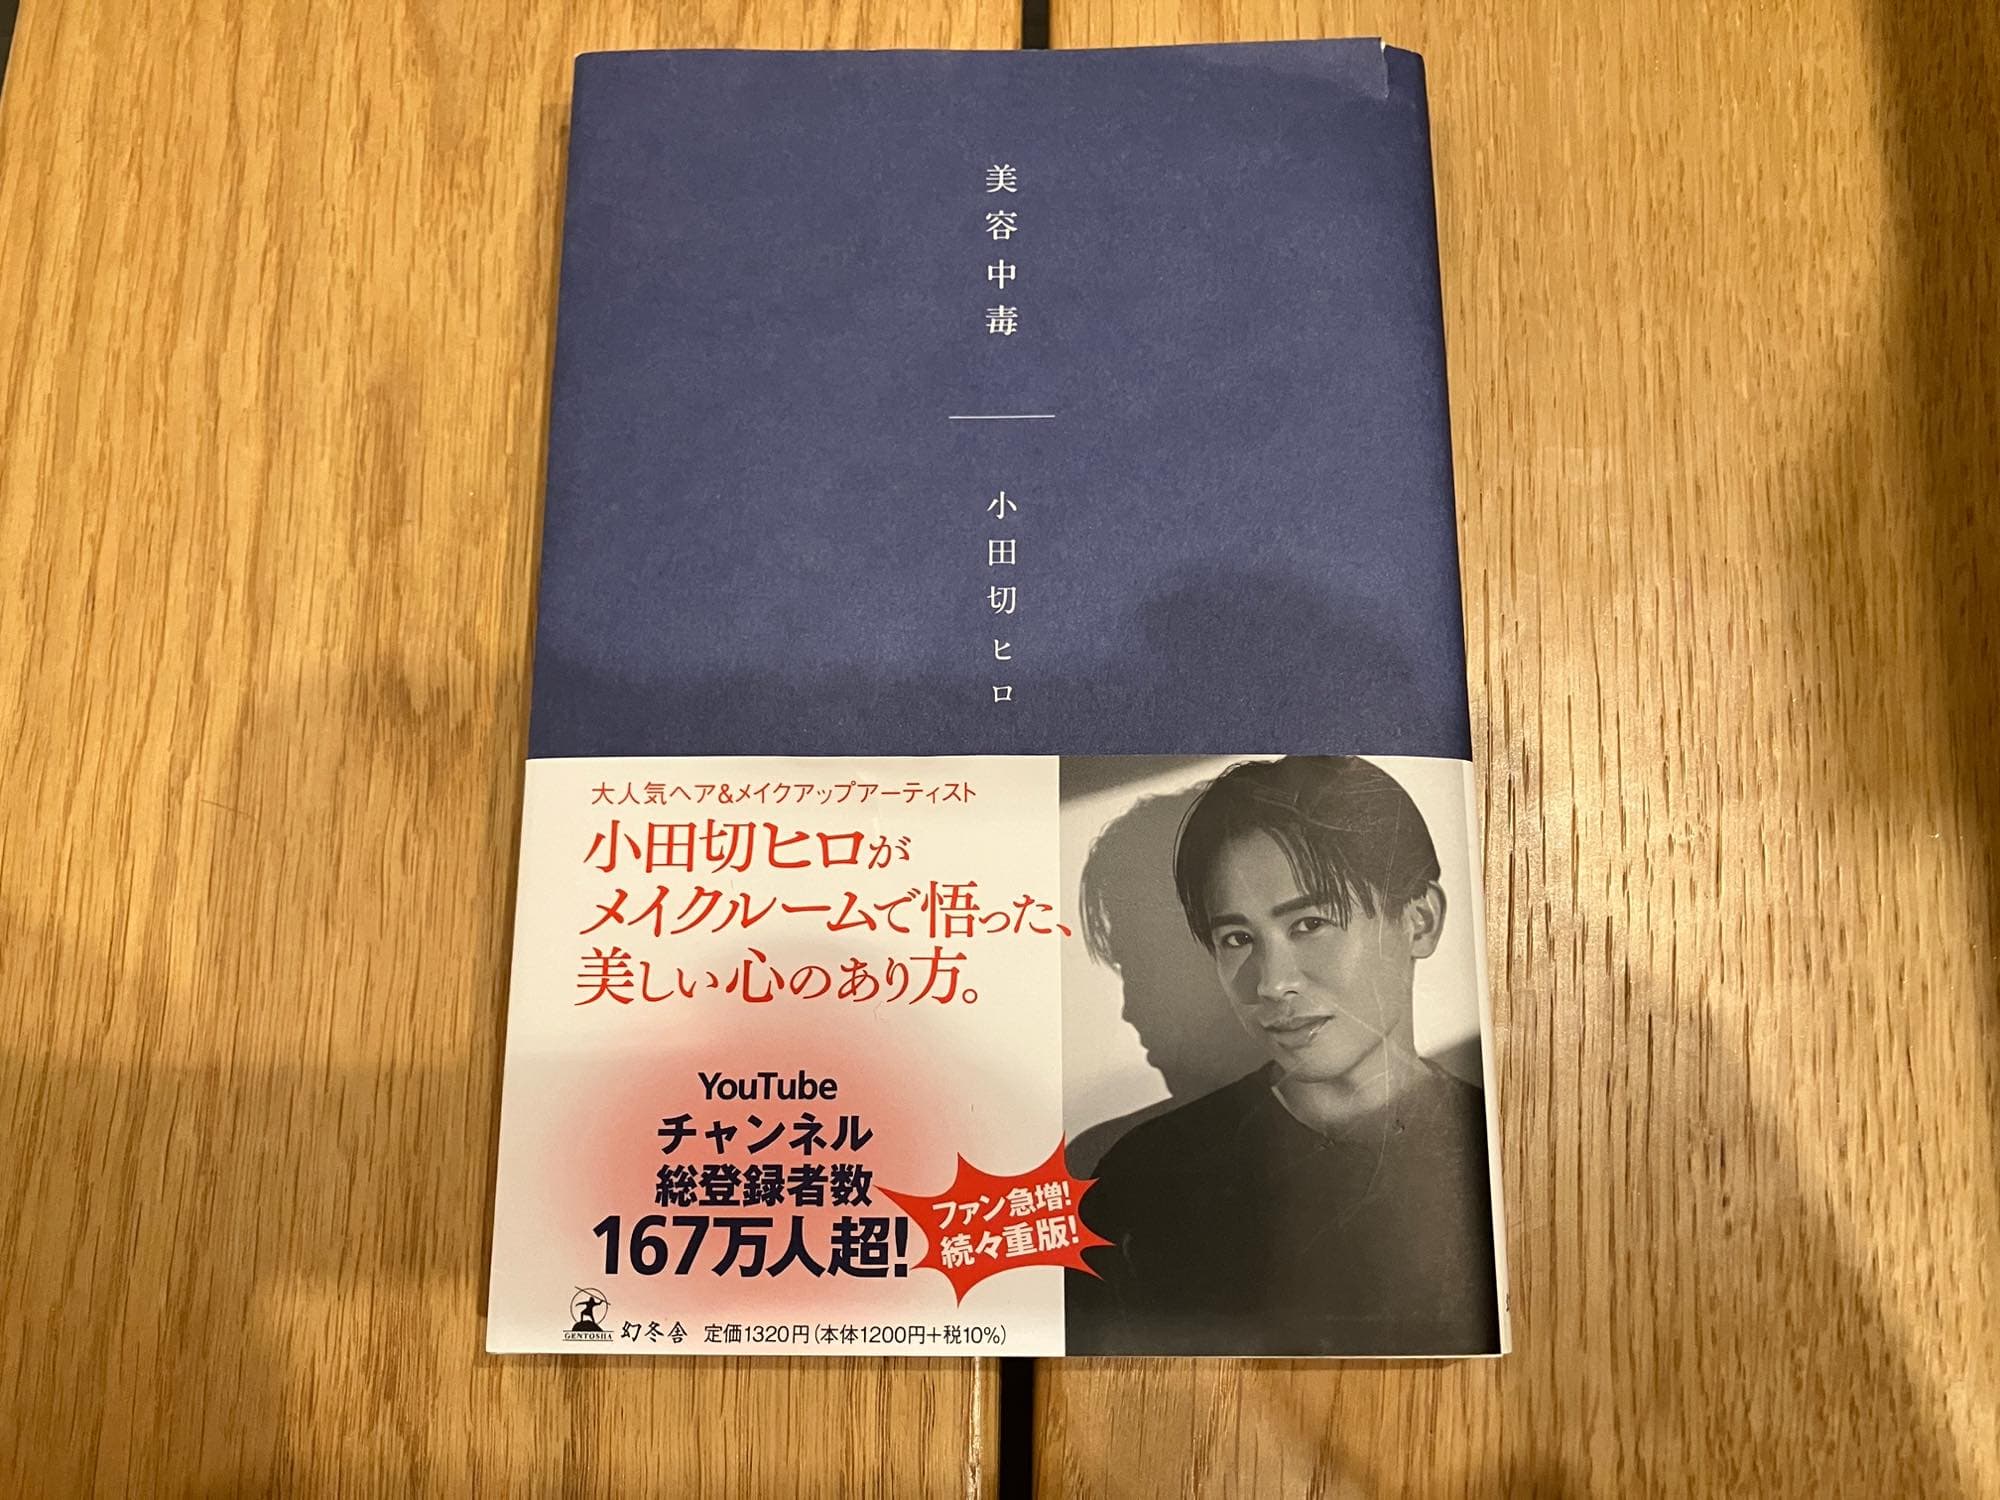 美容中毒
小田切ヒロ
大人気ヘア&メイクアップアーティスト
小田切ヒロが
メイクルームで悟った、
美しい心のあり方。
YouTube
チャンネル
総登録者数
167万人超!
ファン急増!
続々重版!
GENTOSHA
幻冬舎 定価1320円(本体1200円+税10%)